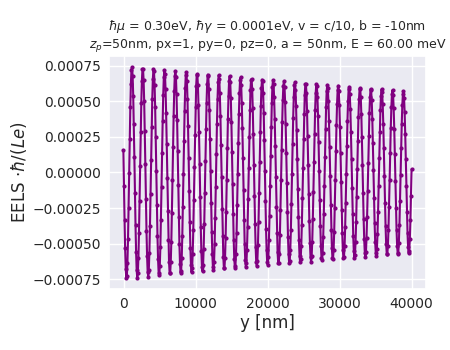 ħμ = 0.30eV, ħγ = 0.0001eV, v = c/10, b = -10nm
z_p=50nm, px=1, py=0, pz=0, a = 50nm, E = 60.00 meV
0.00075
0.00050
0.00025
0.00000
−0.00025
−0.00050
−0.00075
EELS ·ħ/(Le)
0 10000 20000 30000 40000
y [nm]